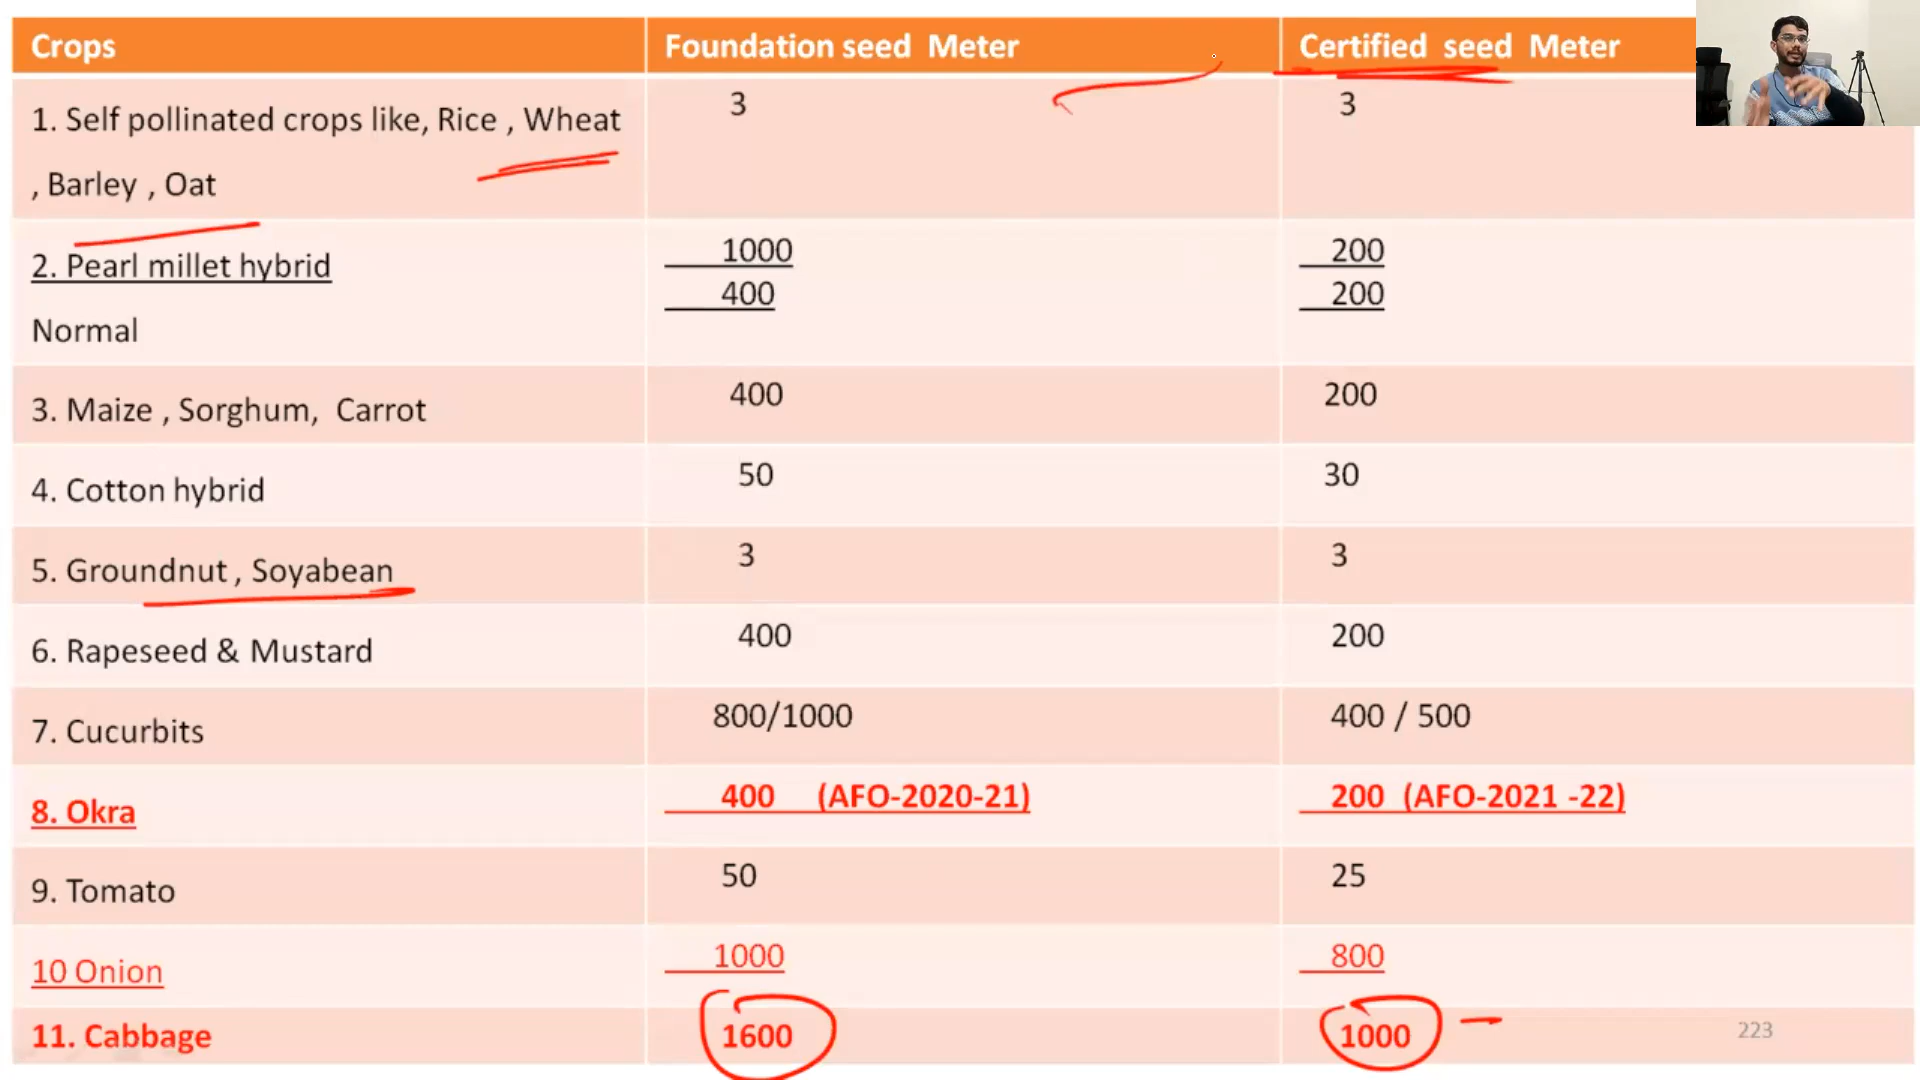 Crops Foundation seed Meter Certified seed Meter
1. Self pollinated crops like, Rice , Wheat 3 3
, Barley , Oat
2. Pearl millet hybrid 1000 200
Normal 400 200
3. Maize , Sorghum, Carrot 400 200
4. Cotton hybrid 50 30
5. Groundnut , Soyabean 3 3
6. Rapeseed & Mustard 400 200
7. Cucurbits 800/1000 400 / 500
8. Okra 400 (AFO-2020-21) 200 (AFO-2021 -22)
9. Tomato 50 25
10 Onion 1000 800
11. Cabbage 1600 1000
223